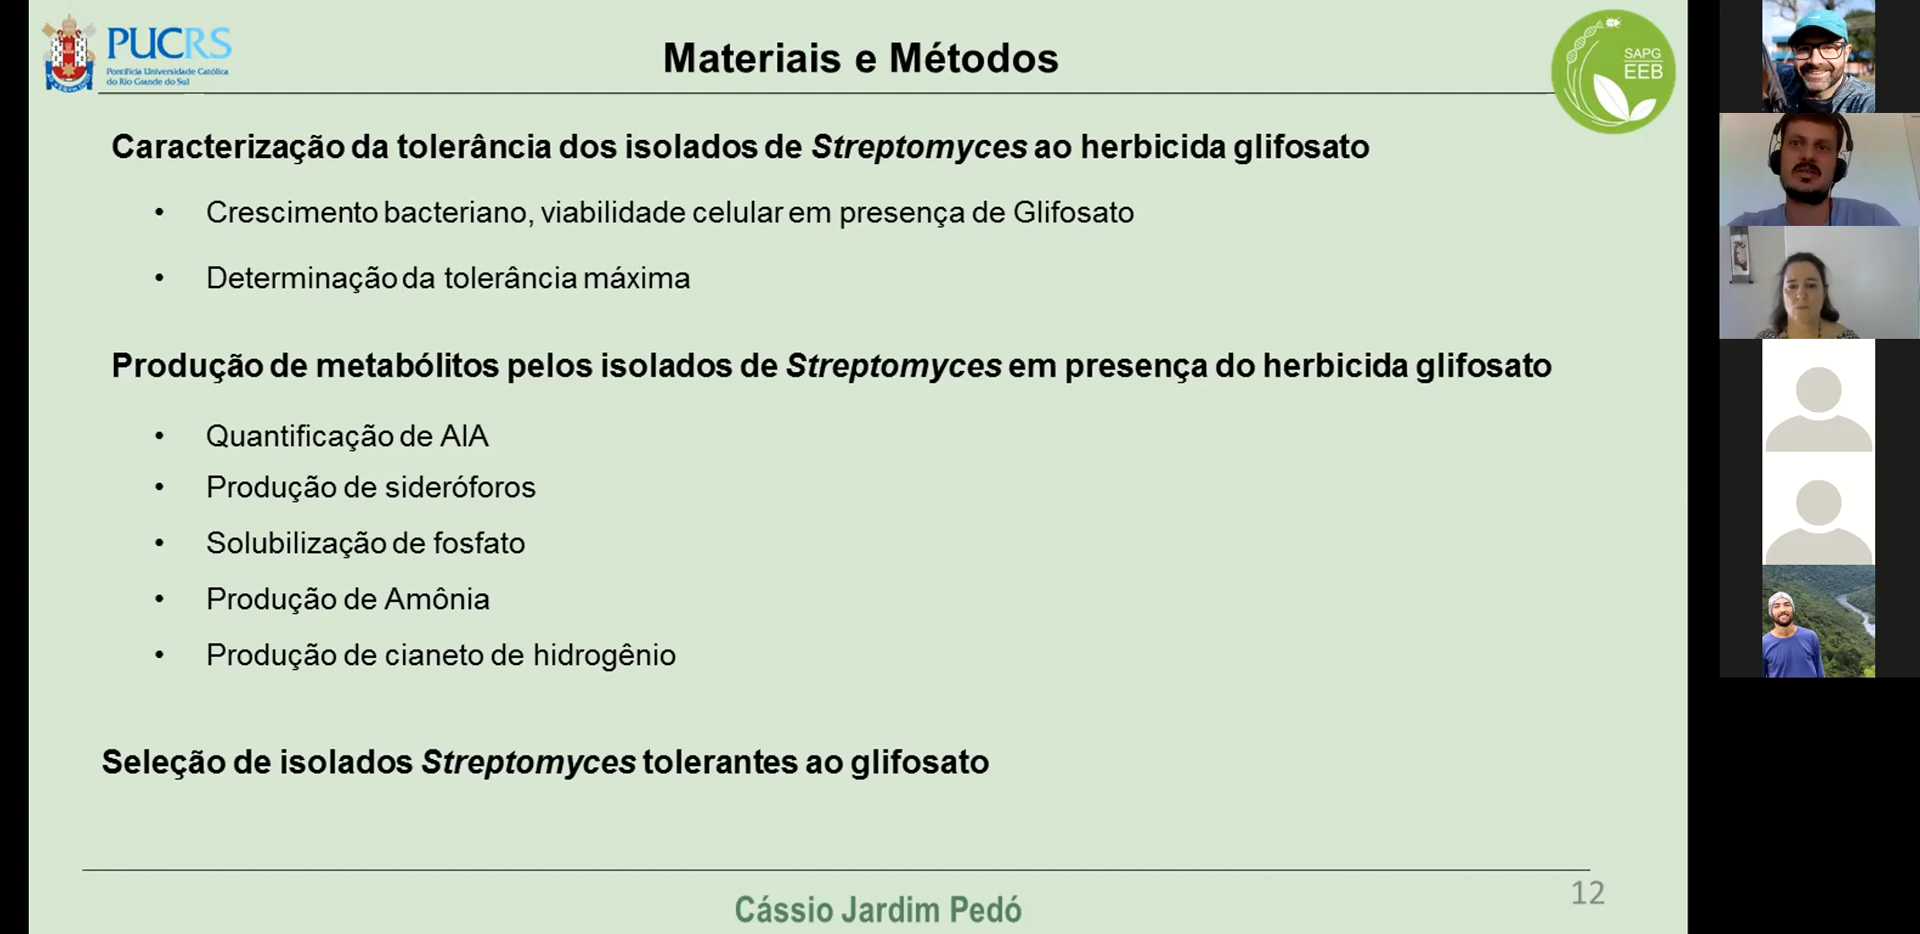 PUCRS
Pontifícia Universidade Católica
do Rio Grande do Sul
Materiais e Métodos
SAPG
EEB
Caracterização da tolerância dos isolados de Streptomyces ao herbicida glifosato
• Crescimento bacteriano, viabilidade celular em presença de Glifosato
• Determinação da tolerância máxima
Produção de metabólitos pelos isolados de Streptomyces em presença do herbicida glifosato
• Quantificação de AIA
• Produção de sideróforos
• Solubilização de fosfato
• Produção de Amônia
• Produção de cianeto de hidrogênio
Seleção de isolados Streptomyces tolerantes ao glifosato
Cássio Jardim Pedó
12